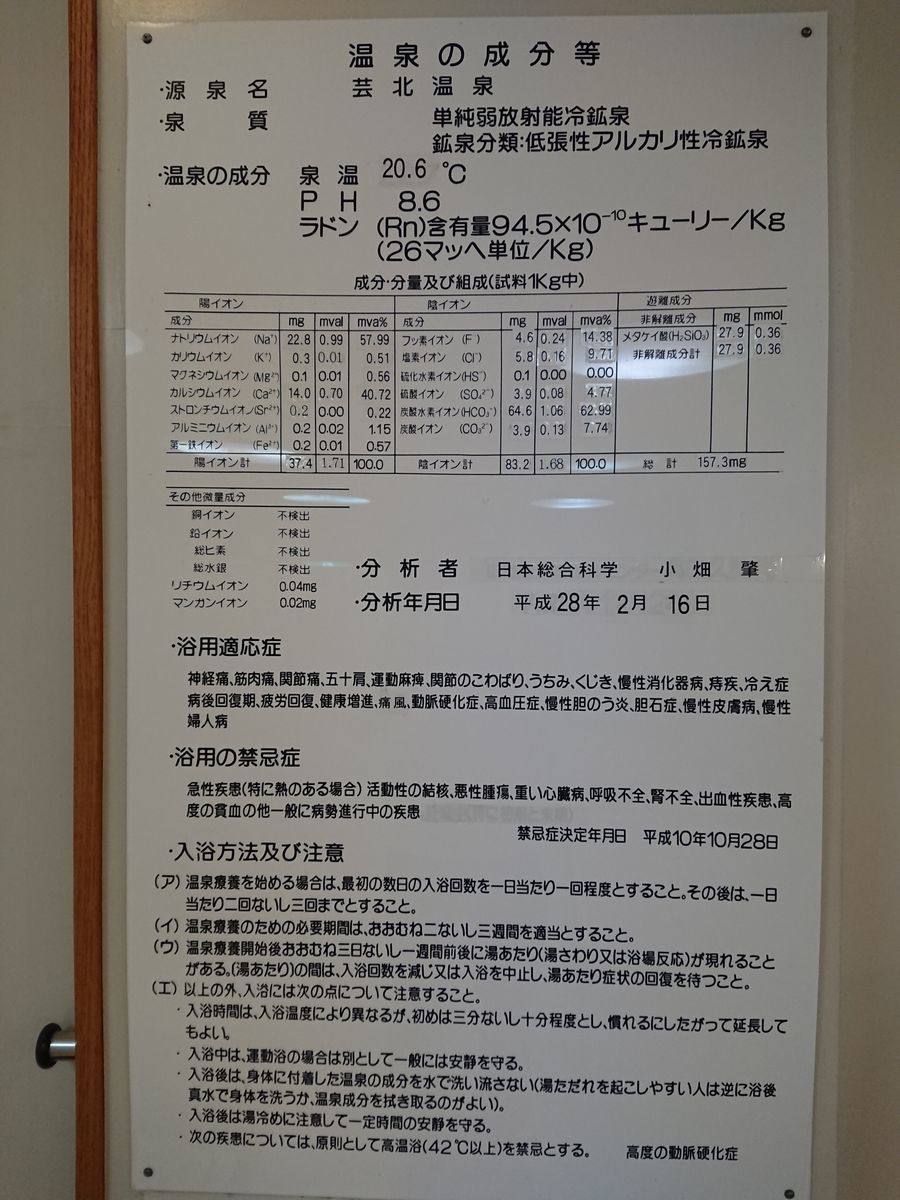 温泉の成分等
・源泉名 芸北温泉
・泉質 単純弱放射能冷鉱泉
鉱泉分類:低張性アルカリ性冷鉱泉
・温泉の成分 泉温 20.6 ℃
PH 8.6
ラドン (Rn)含有量94.5×10⁻¹⁰キューリー/Kg
(26マッヘ単位/Kg)
成分・分量及び組成(試料1Kg中)
陽イオン 陰イオン 遊離成分
成分 mg mval mva% 成分 mg mval mva% 非解離成分 mg mmol
ナトリウムイオン (Na⁺) 22.8 0.99 57.99 フッ素イオン (F⁻) 4.6 0.24 14.38 メタケイ酸(H₂SiO₃) 27.9 0.36
カリウムイオン (K⁺) 0.3 0.01 0.51 塩素イオン (Cl⁻) 5.8 0.16 9.71 非解離成分計 27.9 0.36
マグネシウムイオン (Mg²⁺) 0.1 0.01 0.56 硫化水素イオン(HS⁻) 0.1 0.00 0.00
カルシウムイオン (Ca²⁺) 14.0 0.70 40.72 硫酸イオン (SO₄²⁻) 3.9 0.08 4.77
ストロンチウムイオン(Sr²⁺) 0.2 0.00 0.22 炭酸水素イオン(HCO₃⁻) 64.6 1.06 62.99
アルミニウムイオン (Al³⁺) 0.2 0.02 1.15 炭酸イオン (CO₃²⁻) 3.9 0.13 7.74
第一鉄イオン (Fe²⁺) 0.2 0.01 0.57
陽イオン計 37.4 1.71 100.0 陰イオン計 83.2 1.68 100.0 総計 157.3mg
その他微量成分
銅イオン 不検出
鉛イオン 不検出
総ヒ素 不検出
総水銀 不検出
リチウムイオン 0.04mg
マンガンイオン 0.02mg
・分析者 日本総合科学 小畑 肇
・分析年月日 平成28年 2月 16日
・浴用適応症
神経痛、筋肉痛、関節痛、五十肩、運動麻痺、関節のこわばり、うちみ、くじき、慢性消化器病、痔疾、冷え症
病後回復期、疲労回復、健康増進、痛風、動脈硬化症、高血圧症、慢性胆のう炎、胆石症、慢性皮膚病、慢性
婦人病
・浴用の禁忌症
急性疾患(特に熱のある場合)活動性の結核、悪性腫瘍、重い心臓病、呼吸不全、腎不全、出血性疾患、高
度の貧血の他一般に病勢進行中の疾患
禁忌症決定年月日 平成10年10月28日
・入浴方法及び注意
(ア) 温泉療養を始める場合は、最初の数日の入浴回数を一日当たり一回程度とすること。その後は、一日
当たり二回ないし三回までとすること。
(イ) 温泉療養のための必要期間は、おおむね二ないし三週間を適当とすること。
(ウ) 温泉療養開始後おおむね三日ないし一週間前後に湯あたり(湯さわり又は浴場反応)が現れること
がある。(湯あたり)の間は、入浴回数を減じ又は入浴を中止し、湯あたり症状の回復を待つこと。
(エ) 以上の外、入浴には次の点について注意すること。
・入浴時間は、入浴温度により異なるが、初めは三分ないし十分程度とし、慣れるにしたがって延長して
もよい。
・入浴中は、運動浴の場合は別として一般には安静を守る。
・入浴後は、身体に付着した温泉の成分を水で洗い流さない(湯ただれを起こしやすい人は逆に浴後
真水で身体を洗うか、温泉成分を拭き取るのがよい)。
・入浴後は湯冷めに注意して一定時間の安静を守る。
・次の疾患については、原則として高温浴(42℃以上)を禁忌とする。 高度の動脈硬化症